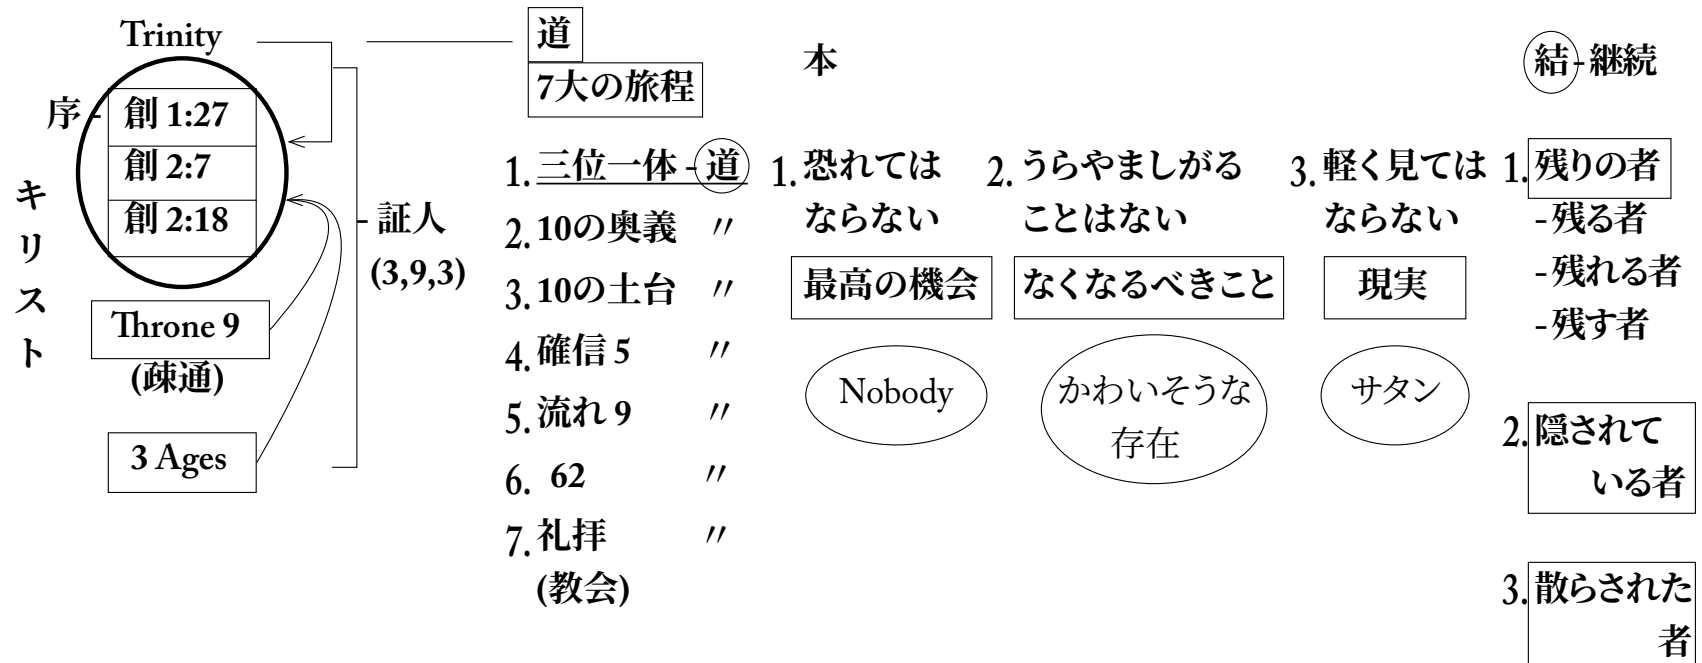 Trinity
序 -
創 1:27
創 2:7
創 2:18
キリスト
Throne 9
(疎通)
3 Ages
- 証人
(3,9,3)
道
7大の旅程
1. 三位一体 - 道
2. 10の奥義 〃
3. 10の土台 〃
4. 確信 5 〃
5. 流れ 9 〃
6. 62 〃
7. 礼拝 〃
(教会)
本
1. 恐れては
ならない
最高の機会
Nobody
2. うらやましがる
ことはない
なくなるべきこと
かわいそうな
存在
3. 軽く見ては
ならない
現実
サタン
結 - 継続
1. 残りの者
- 残る者
- 残れる者
- 残す者
2. 隠されて
いる者
3. 散らされた
者